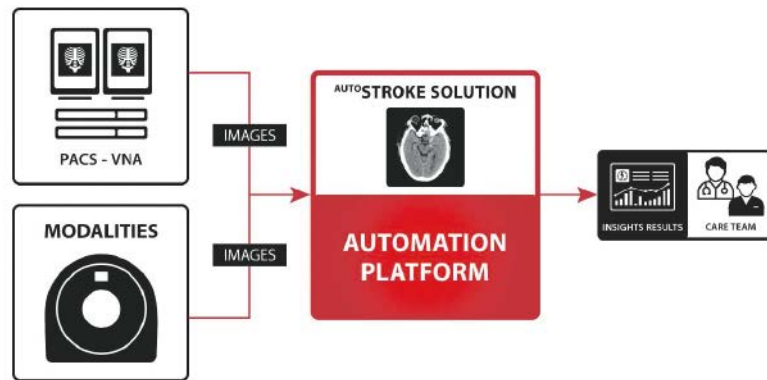 PACS - VNA
IMAGES
MODALITIES
IMAGES
AUTOSTROKE SOLUTION
AUTOMATION
PLATFORM
INSIGHTS RESULTS
CARE TEAM